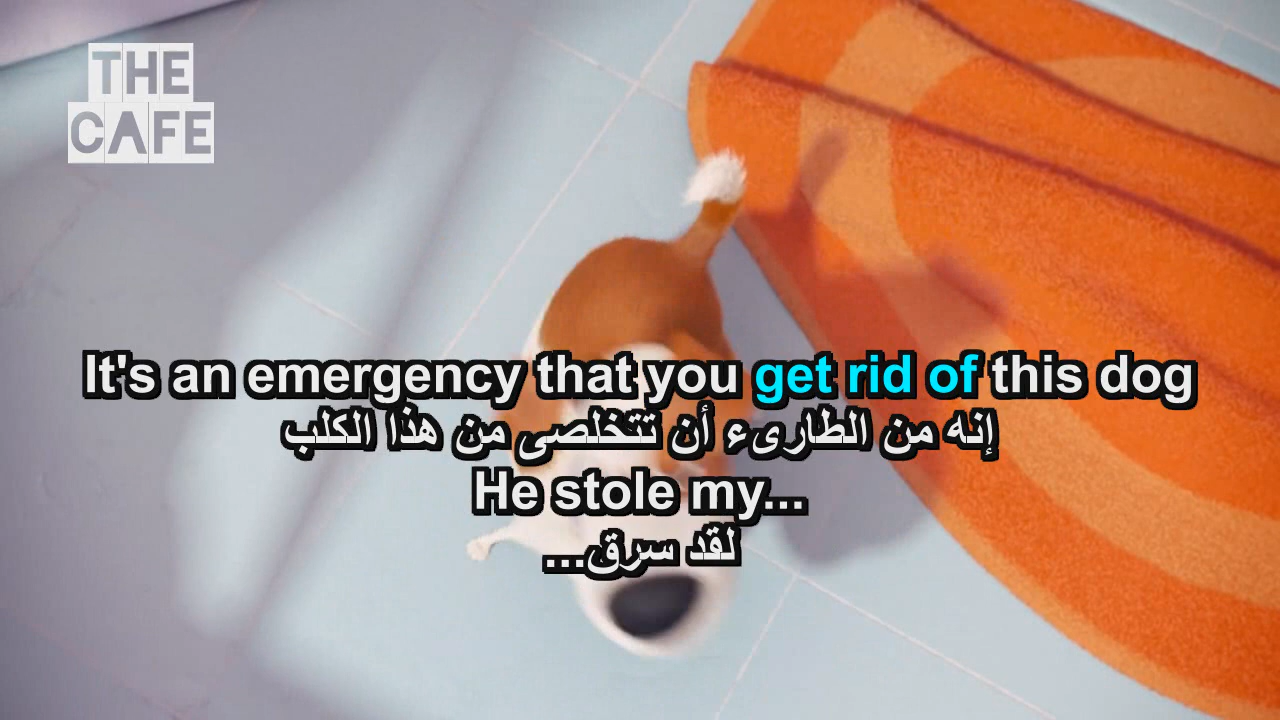 THE
CAFE
It's an emergency that you get rid of this dog
إنه من الطارىء أن تتخلصى من هذا الكلب
He stole my...
لقد سرق...